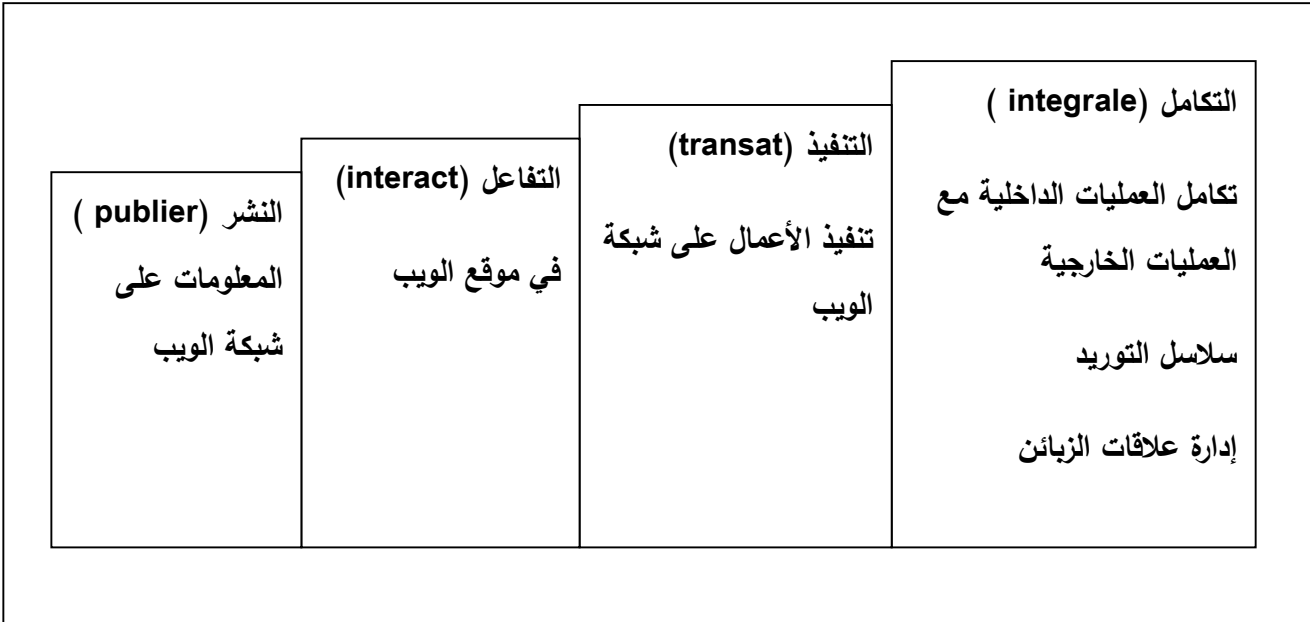 النشر (publier )
المعلومات على
شبكة الويب
التفاعل (interact)
في موقع الويب
التنفيذ (transat)
تنفيذ الأعمال على شبكة
الويب
التكامل (integrale )
تكامل العمليات الداخلية مع
العمليات الخارجية
سلاسل التوريد
إدارة علاقات الزبائن